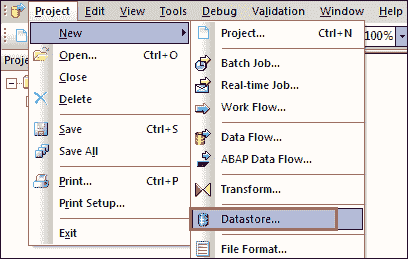 Project Edit View Tools Debug Validation Window Help
New
Open... Ctrl+O
Close
Delete
Save Ctrl+S
Save All
Print... Ctrl+P
Print Setup...
Exit
Project... Ctrl+N
Batch Job...
Real-time Job...
Work Flow...
Data Flow...
ABAP Data Flow...
Transform...
Datastore...
File Format...
100%